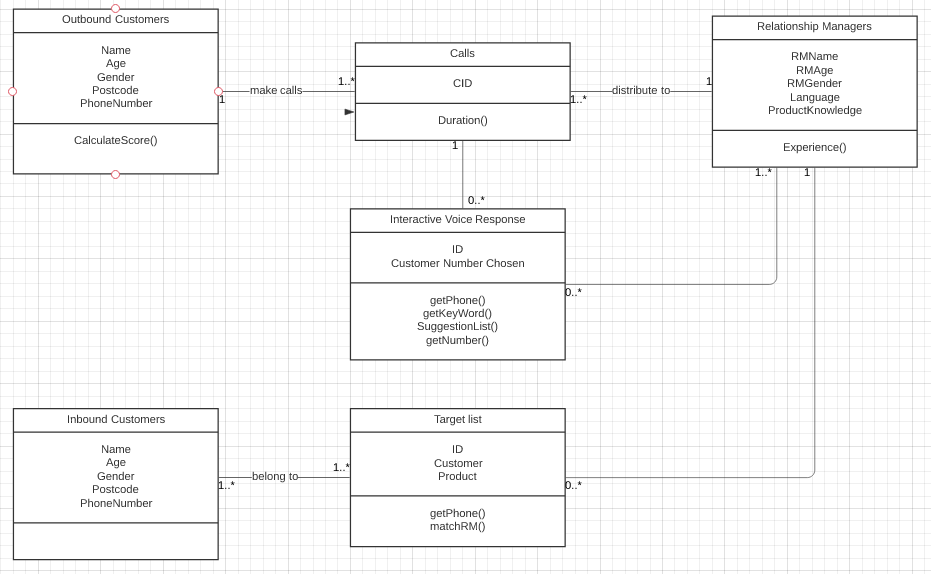 Outbound Customers
Name
Age
Gender
Postcode
PhoneNumber
CalculateScore()
1
make calls
1..*
Calls
CID
Duration()
1..*
distribute to
1
Relationship Managers
RMName
RMAge
RMGender
Language
ProductKnowledge
Experience()
1..*
1
1
0..*
Interactive Voice Response
ID
Customer Number Chosen
getPhone()
getKeyWord()
SuggestionList()
getNumber()
0..*
Inbound Customers
Name
Age
Gender
Postcode
PhoneNumber
1..*
belong to
1..*
Target list
ID
Customer
Product
getPhone()
matchRM()
0..*